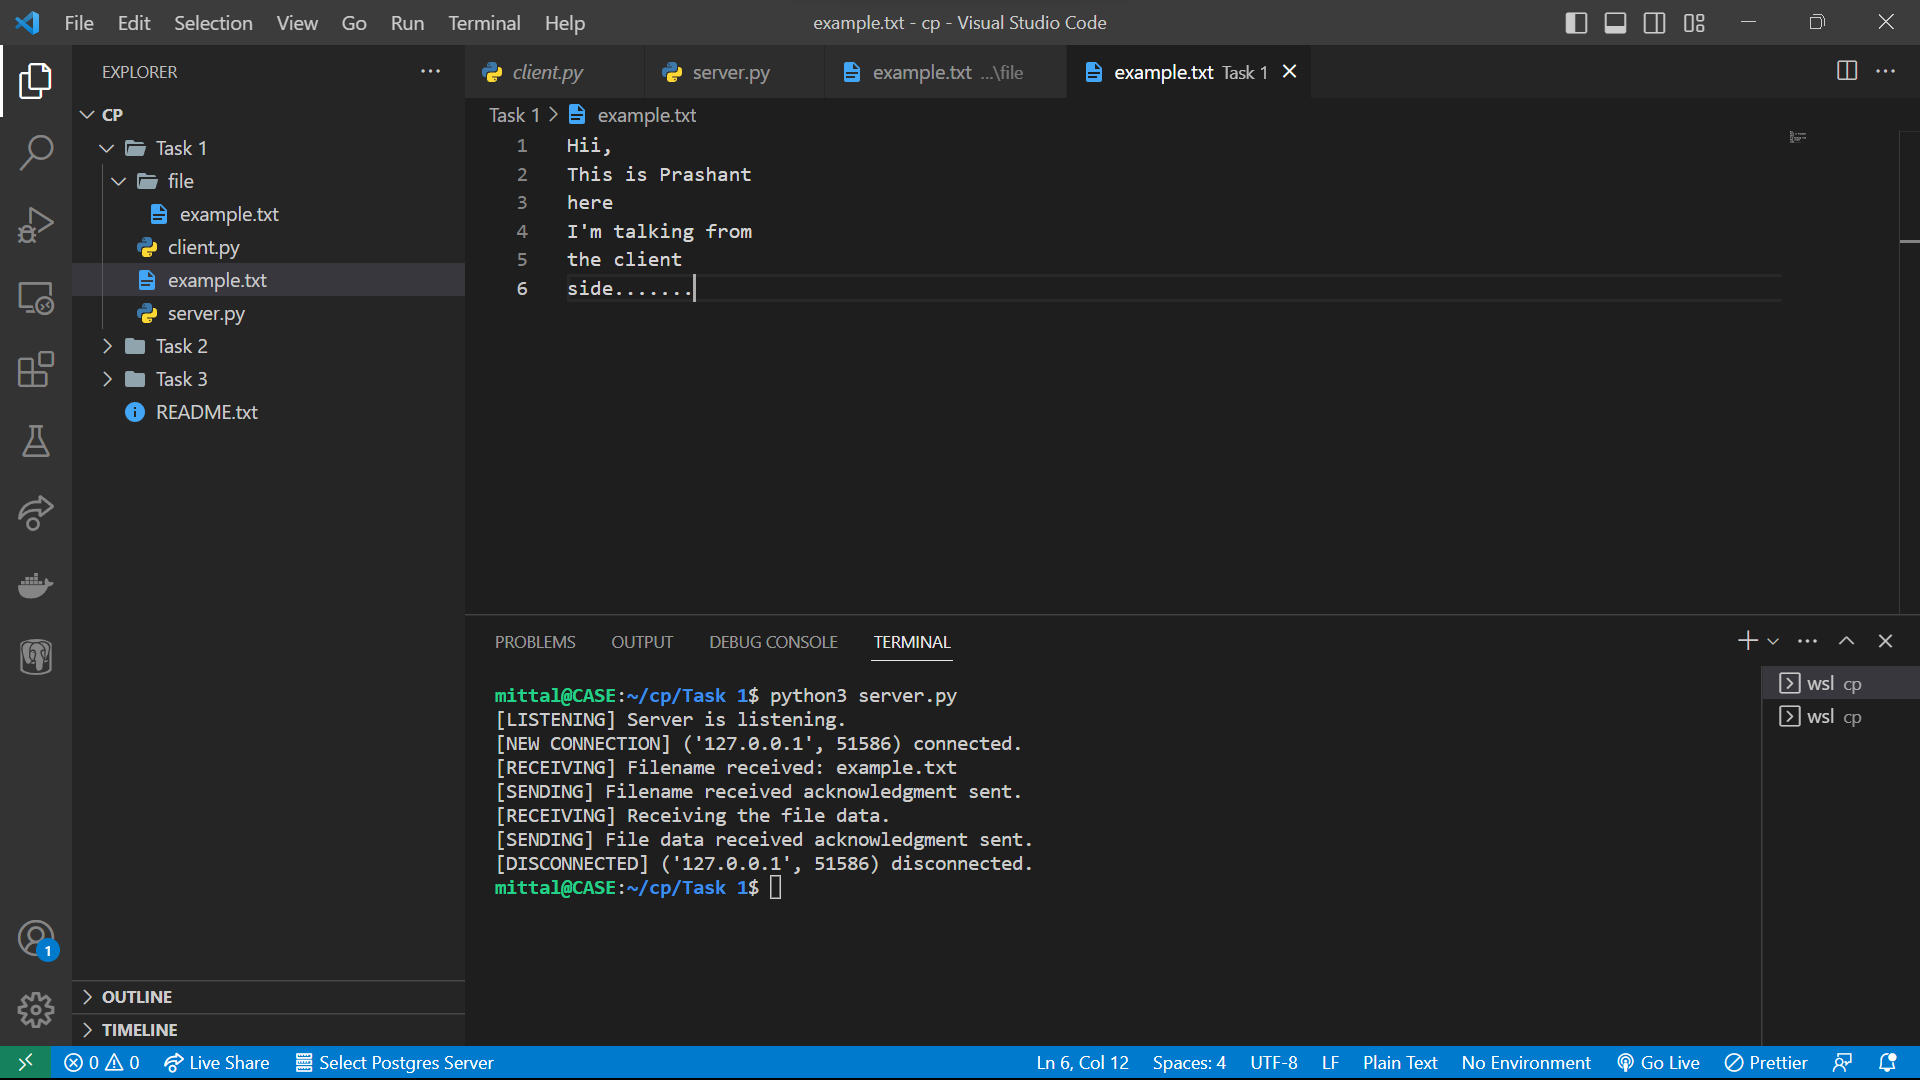 File Edit Selection View Go Run Terminal Help
example.txt - cp - Visual Studio Code
EXPLORER
CP
Task 1
file
example.txt
client.py
example.txt
server.py
Task 2
Task 3
README.txt
OUTLINE
TIMELINE
client.py
server.py
example.txt ...\file
example.txt Task 1
Task 1 > example.txt
1 Hii,
2 This is Prashant
3 here
4 I'm talking from
5 the client
6 side.......
PROBLEMS OUTPUT DEBUG CONSOLE TERMINAL
mittal@CASE:~/cp/Task 1$ python3 server.py
[LISTENING] Server is listening.
[NEW CONNECTION] ('127.0.0.1', 51586) connected.
[RECEIVING] Filename received: example.txt
[SENDING] Filename received acknowledgment sent.
[RECEIVING] Receiving the file data.
[SENDING] File data received acknowledgment sent.
[DISCONNECTED] ('127.0.0.1', 51586) disconnected.
mittal@CASE:~/cp/Task 1$
wsl cp
wsl cp
1
0 0 Live Share Select Postgres Server Ln 6, Col 12 Spaces: 4 UTF-8 LF Plain Text No Environment Go Live Prettier